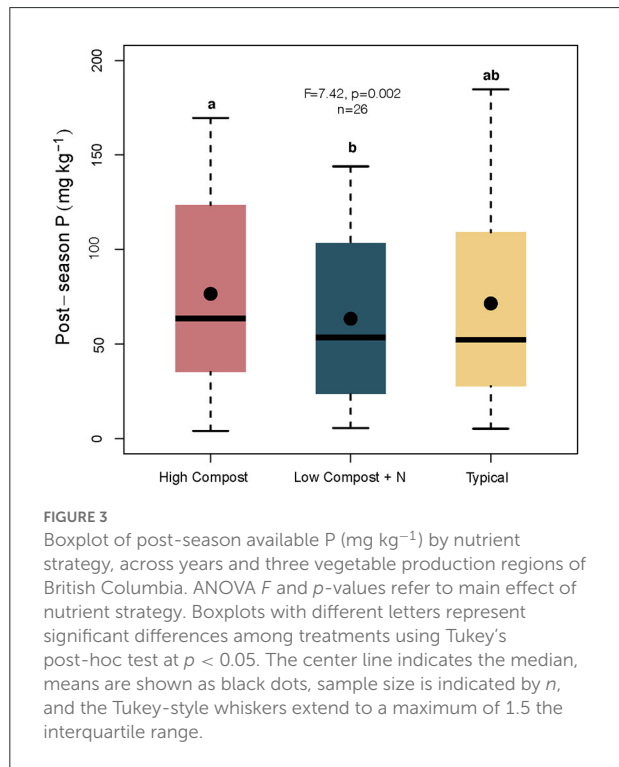 200
150
100
50
0
Post-season P (mg kg⁻¹)
a
F=7.42, p=0.002
n=26
b
ab
High Compost
Low Compost + N
Typical
FIGURE 3
Boxplot of post-season available P (mg kg⁻¹) by nutrient
strategy, across years and three vegetable production regions of
British Columbia. ANOVA F and p-values refer to main effect of
nutrient strategy. Boxplots with different letters represent
significant differences among treatments using Tukey's
post-hoc test at p < 0.05. The center line indicates the median,
means are shown as black dots, sample size is indicated by n,
and the Tukey-style whiskers extend to a maximum of 1.5 the
interquartile range.